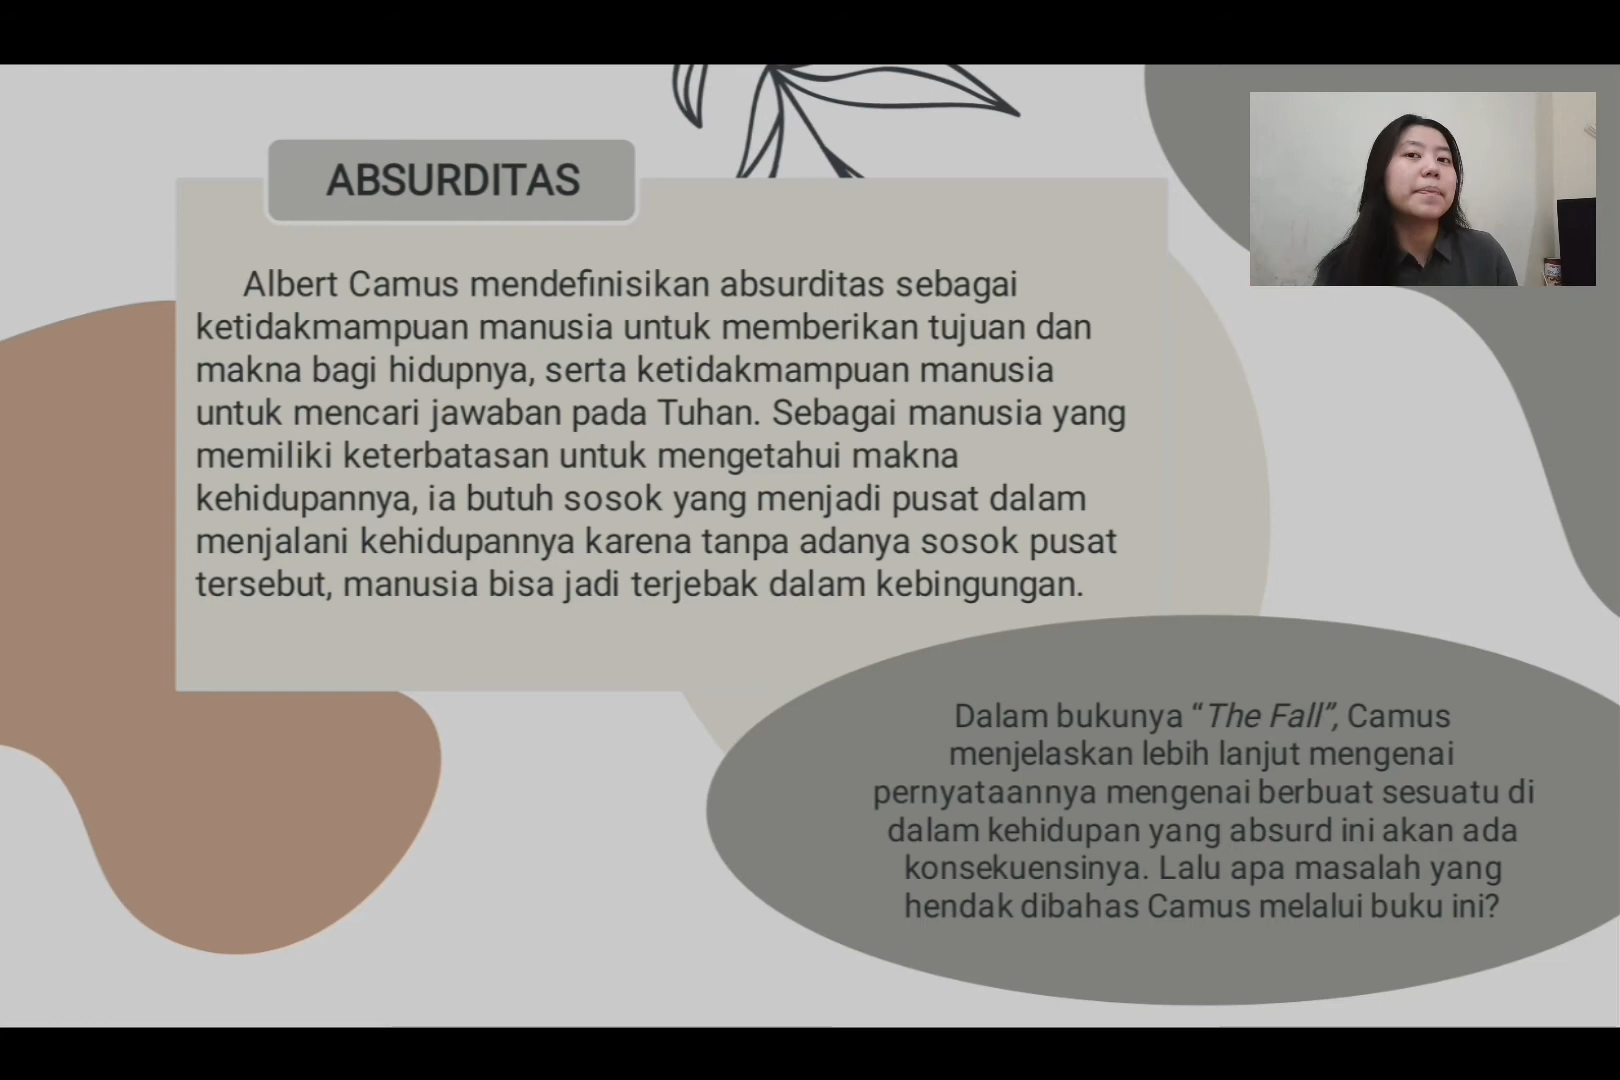 ABSURDITAS
Albert Camus mendefinisikan absurditas sebagai
ketidakmampuan manusia untuk memberikan tujuan dan
makna bagi hidupnya, serta ketidakmampuan manusia
untuk mencari jawaban pada Tuhan. Sebagai manusia yang
memiliki keterbatasan untuk mengetahui makna
kehidupannya, ia butuh sosok yang menjadi pusat dalam
menjalani kehidupannya karena tanpa adanya sosok pusat
tersebut, manusia bisa jadi terjebak dalam kebingungan.
Dalam bukunya “The Fall”, Camus
menjelaskan lebih lanjut mengenai
pernyataannya mengenai berbuat sesuatu di
dalam kehidupan yang absurd ini akan ada
konsekuensinya. Lalu apa masalah yang
hendak dibahas Camus melalui buku ini?